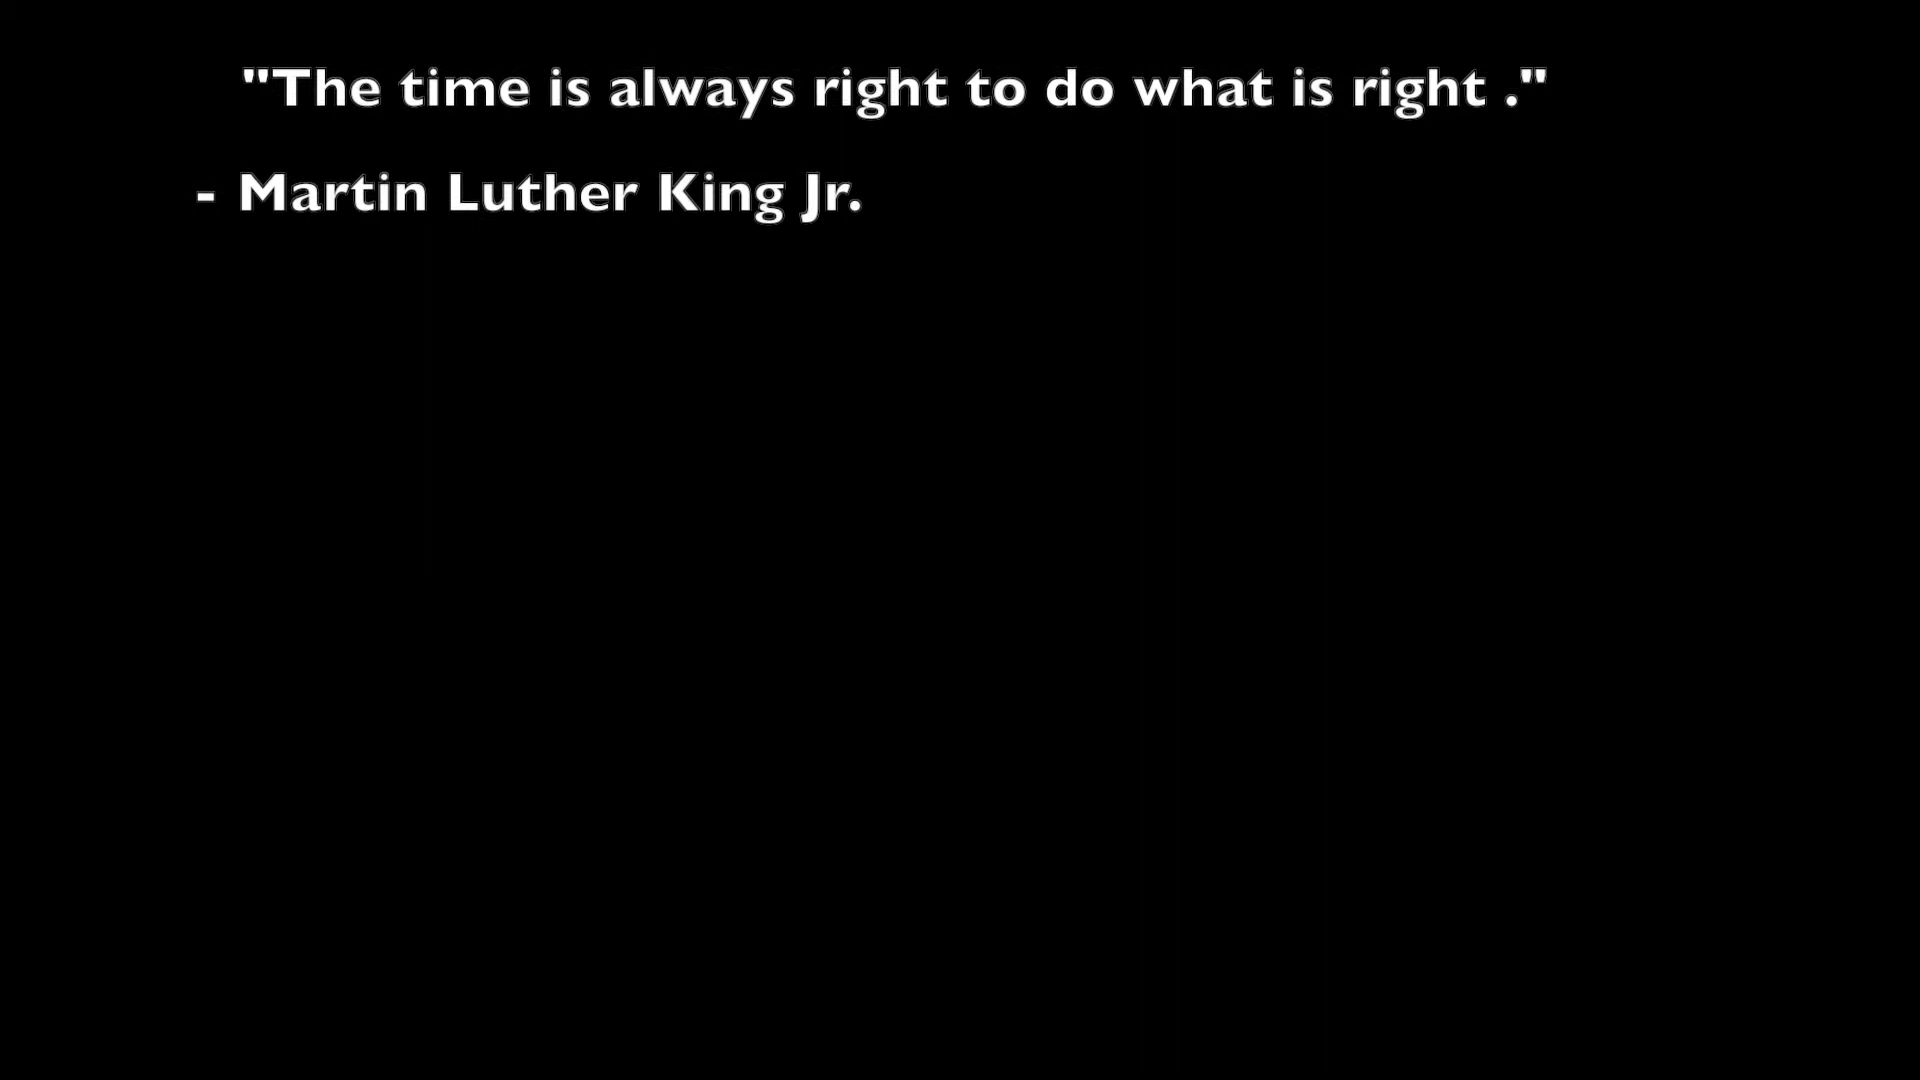 "The time is always right to do what is right ."
- Martin Luther King Jr.